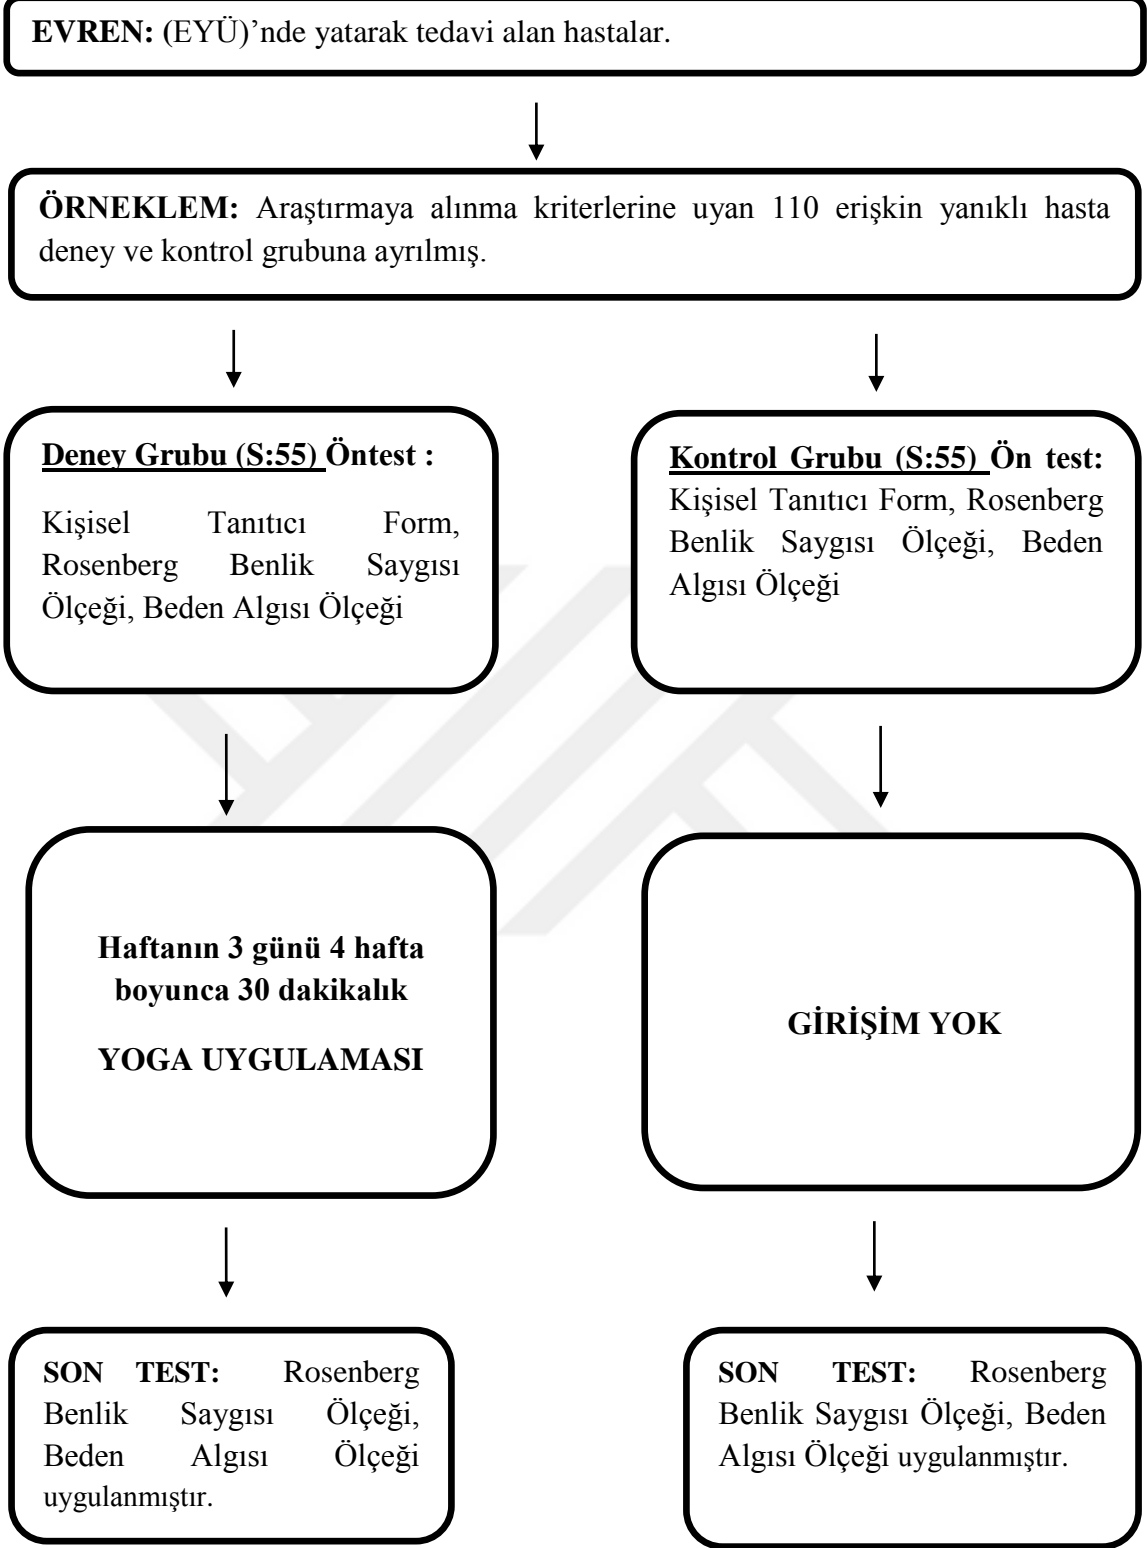 EVREN: (EYÜ)’nde yatarak tedavi alan hastalar.
ÖRNEKLEM: Araştırmaya alınma kriterlerine uyan 110 erişkin yanıklı hasta
deney ve kontrol grubuna ayrılmış.
Deney Grubu (S:55) Öntest :
Kişisel Tanıtıcı Form,
Rosenberg Benlik Saygısı
Ölçeği, Beden Algısı Ölçeği
Kontrol Grubu (S:55) Ön test:
Kişisel Tanıtıcı Form, Rosenberg
Benlik Saygısı Ölçeği, Beden
Algısı Ölçeği
Haftanın 3 günü 4 hafta
boyunca 30 dakikalık
YOGA UYGULAMASI
GİRİŞİM YOK
SON TEST: Rosenberg
Benlik Saygısı Ölçeği,
Beden Algısı Ölçeği
uygulanmıştır.
SON TEST: Rosenberg
Benlik Saygısı Ölçeği, Beden
Algısı Ölçeği uygulanmıştır.